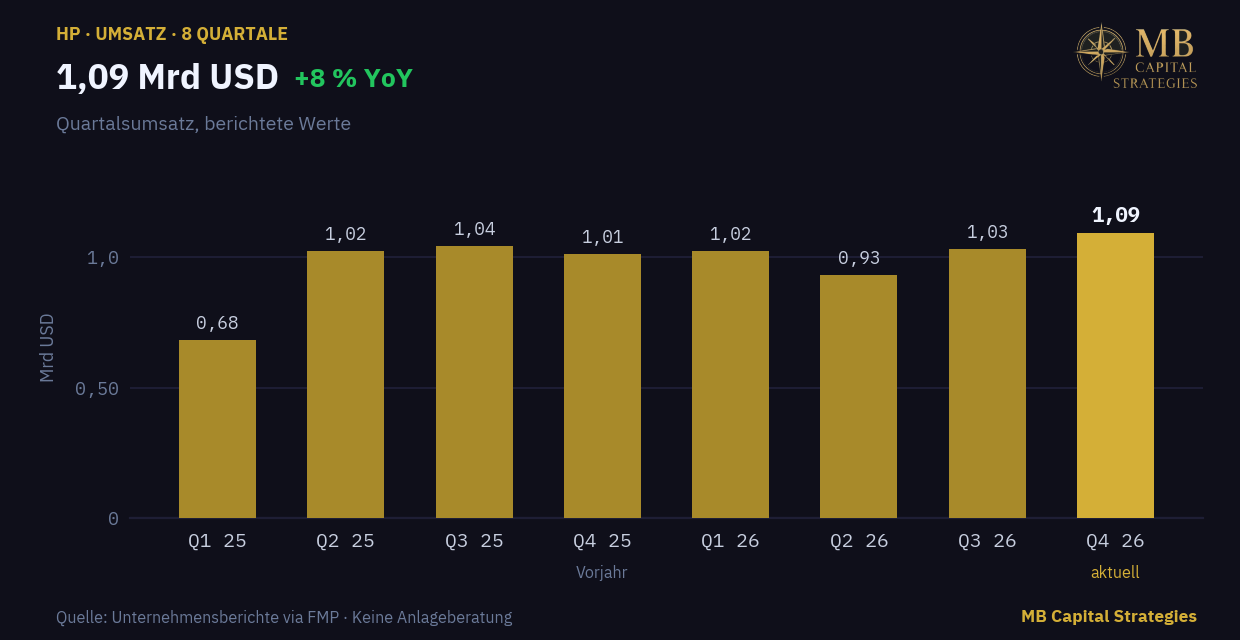 HP · UMSATZ · 8 QUARTALE
1,09 Mrd USD +8 % YoY
Quartalsumsatz, berichtete Werte
MB
CAPITAL
STRATEGIES
Mrd USD
1,0
0,50
0
0,68
1,02
1,04
1,01
1,02
0,93
1,03
1,09
Q1 25 Q2 25 Q3 25 Q4 25 Q1 26 Q2 26 Q3 26 Q4 26
Vorjahr aktuell
Quelle: Unternehmensberichte via FMP · Keine Anlageberatung
MB Capital Strategies